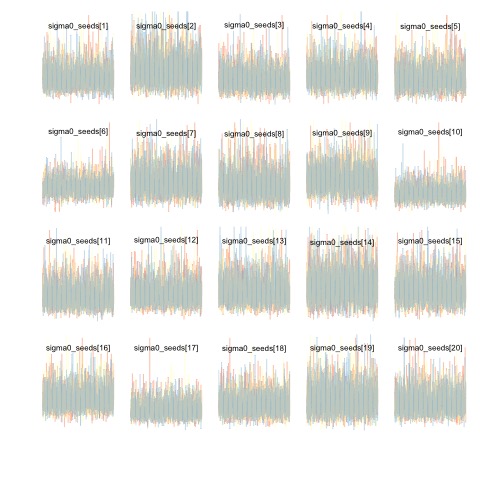 sigma0_seeds[1]
sigma0_seeds[2]
sigma0_seeds[3]
sigma0_seeds[4]
sigma0_seeds[5]
sigma0_seeds[6]
sigma0_seeds[7]
sigma0_seeds[8]
sigma0_seeds[9]
sigma0_seeds[10]
sigma0_seeds[11]
sigma0_seeds[12]
sigma0_seeds[13]
sigma0_seeds[14]
sigma0_seeds[15]
sigma0_seeds[16]
sigma0_seeds[17]
sigma0_seeds[18]
sigma0_seeds[19]
sigma0_seeds[20]